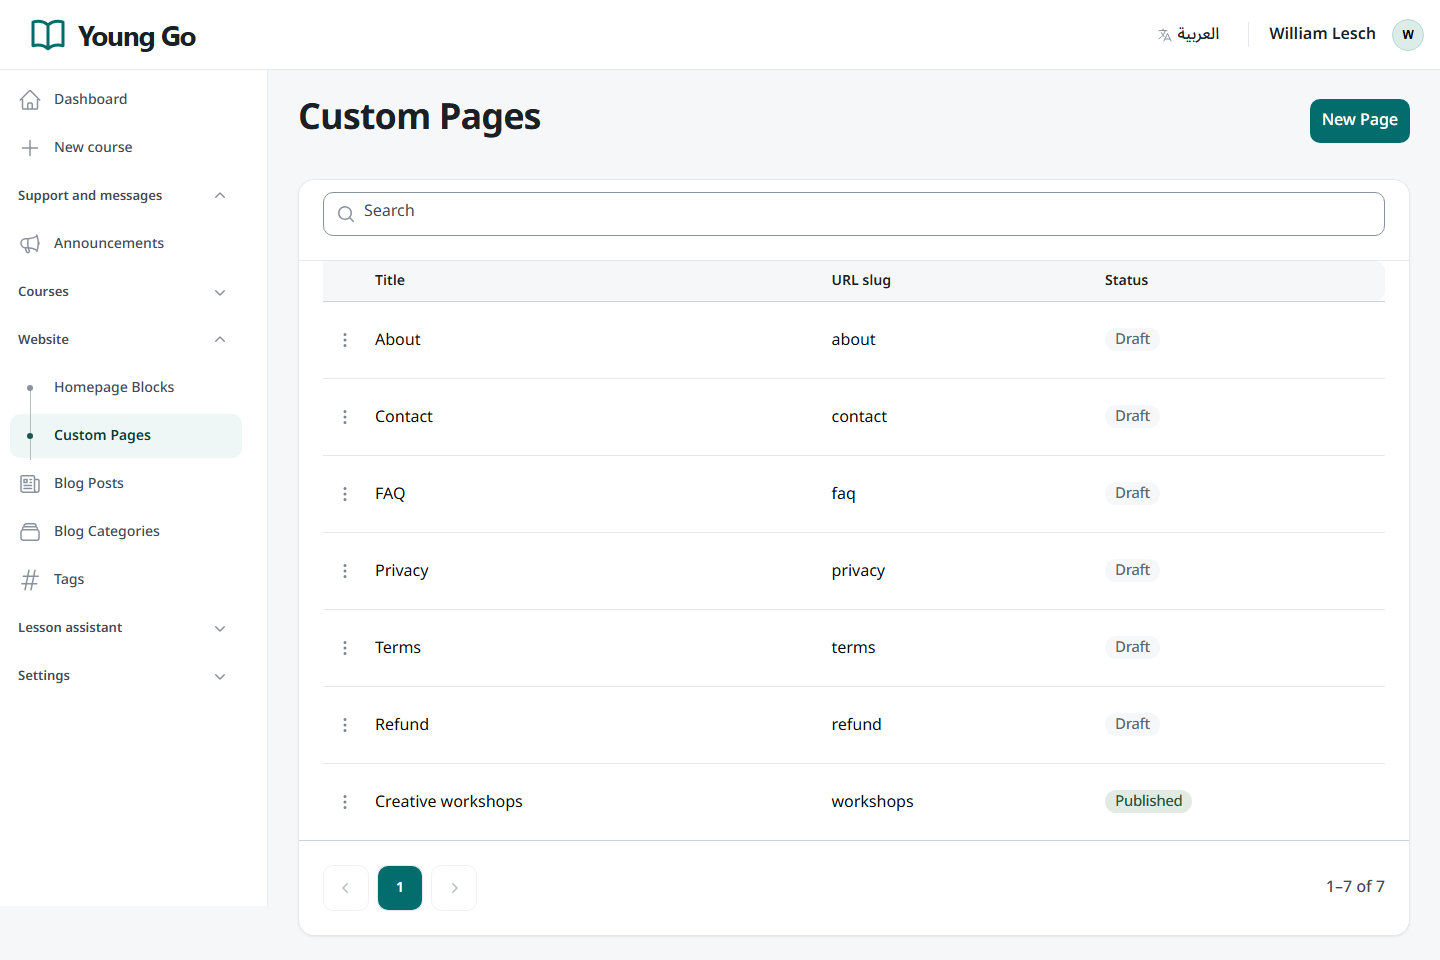 Young Go
العربية
William Lesch
W
Dashboard
New course
Support and messages
Announcements
Courses
Website
Homepage Blocks
Custom Pages
Blog Posts
Blog Categories
Tags
Lesson assistant
Settings
Custom Pages
New Page
Search
Title URL slug Status
About about Draft
Contact contact Draft
FAQ faq Draft
Privacy privacy Draft
Terms terms Draft
Refund refund Draft
Creative workshops workshops Published
1
1–7 of 7